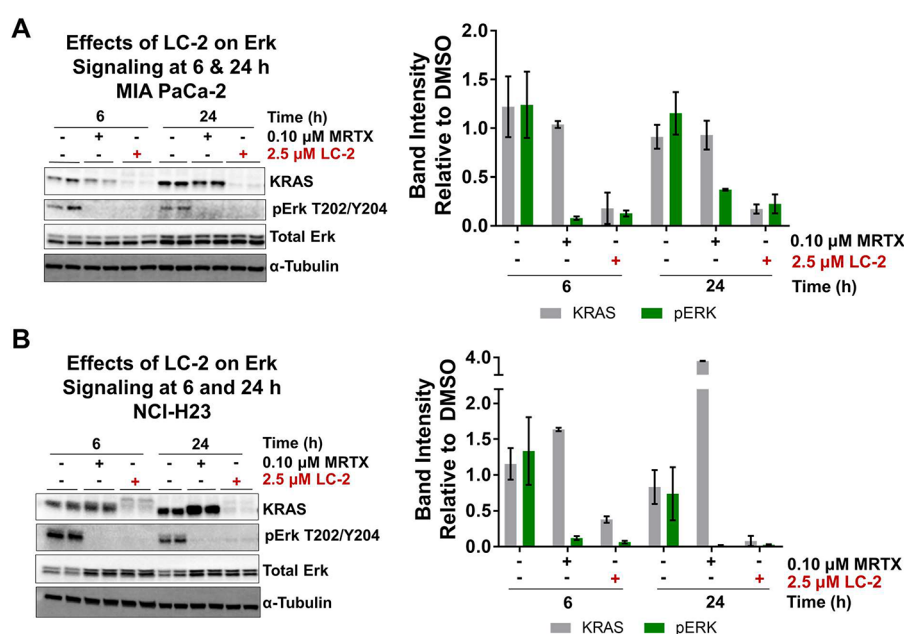 A
Effects of LC-2 on Erk
Signaling at 6 & 24 h
MIA PaCa-2
6 24 Time (h)
- + - - + - 0.10 µM MRTX
- - + - - + 2.5 µM LC-2
KRAS
pErk T202/Y204
Total Erk
α-Tubulin
Band Intensity
Relative to DMSO
2.0
1.5
1.0
0.5
0.0
- + - - + - 0.10 µM MRTX
- - + - - + 2.5 µM LC-2
6 24 Time (h)
KRAS pERK
B
Effects of LC-2 on Erk
Signaling at 6 and 24 h
NCI-H23
6 24 Time (h)
- + - - + - 0.10 µM MRTX
- - + - - + 2.5 µM LC-2
KRAS
pErk T202/Y204
Total Erk
α-Tubulin
Band Intensity
Relative to DMSO
4.0
2.0
1.5
1.0
0.5
0.0
- + - - + - 0.10 µM MRTX
- - + - - + 2.5 µM LC-2
6 24 Time (h)
KRAS pERK